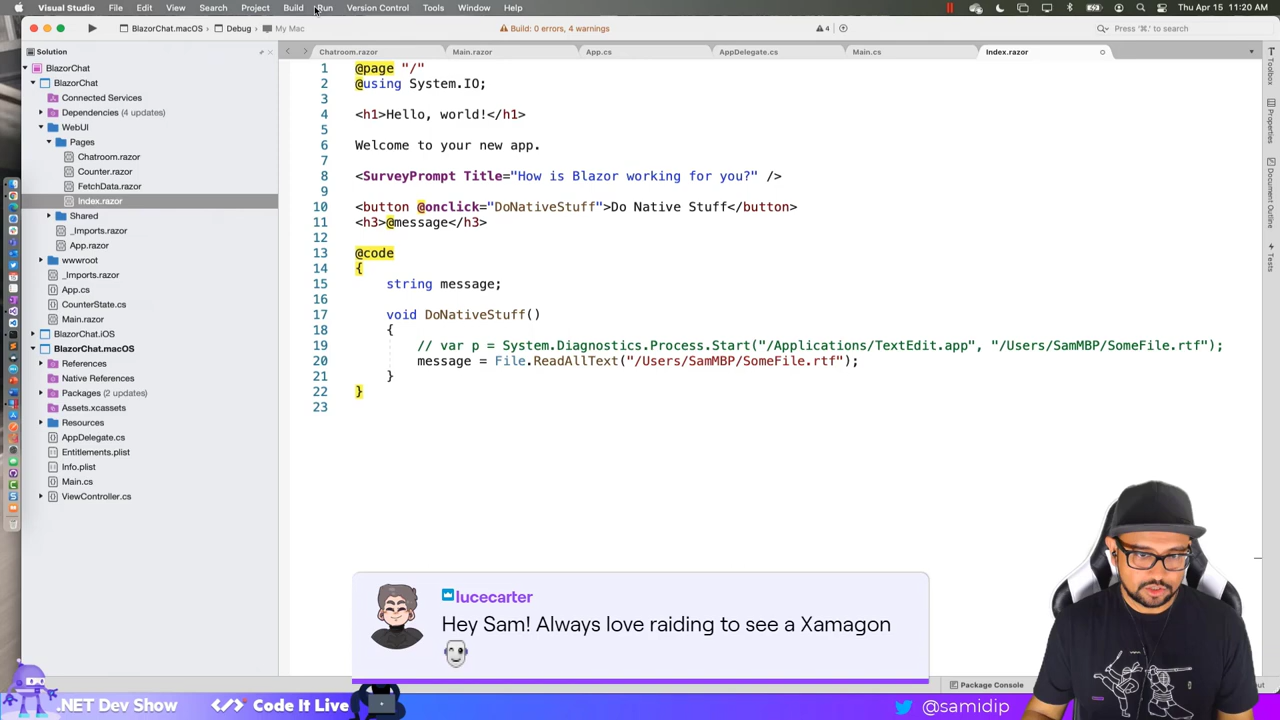 Visual Studio File Edit View Search Project Build Run Version Control Tools Window Help
Thu Apr 15 11:20 AM
BlazorChat.macOS Debug My Mac
Build: 0 errors, 4 warnings
4
Press '⌘.' to search
Solution
Chatroom.razor Main.razor App.cs AppDelegate.cs Main.cs Index.razor
BlazorChat
BlazorChat
Connected Services
Dependencies (4 updates)
WebUI
Pages
Chatroom.razor
Counter.razor
FetchData.razor
Index.razor
Shared
_Imports.razor
App.razor
wwwroot
_Imports.razor
App.cs
CounterState.cs
Main.razor
BlazorChat.iOS
BlazorChat.macOS
References
Native References
Packages (2 updates)
Assets.xcassets
Resources
AppDelegate.cs
Entitlements.plist
Info.plist
Main.cs
ViewController.cs
1 @page "/"
2 @using System.IO;
3
4 <h1>Hello, world!</h1>
5
6 Welcome to your new app.
7
8 <SurveyPrompt Title="How is Blazor working for you?" />
9
10 <button @onclick="DoNativeStuff">Do Native Stuff</button>
11 <h3>@message</h3>
12
13 @code
14 {
15 string message;
16
17 void DoNativeStuff()
18 {
19 // var p = System.Diagnostics.Process.Start("/Applications/TextEdit.app", "/Users/SamMBP/SomeFile.rtf");
20 message = File.ReadAllText("/Users/SamMBP/SomeFile.rtf");
21 }
22 }
23
Toolbox
Properties
Document Outline
Tests
lucecarter
Hey Sam! Always love raiding to see a Xamagon
Package Console
.NET Dev Show </> Code It Live
@samidip